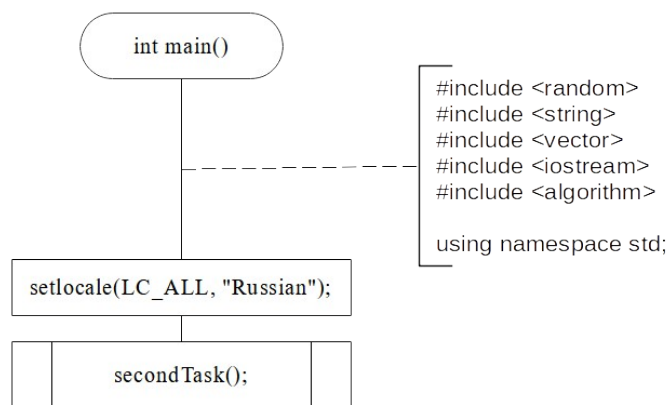 int main()
#include <random>
#include <string>
#include <vector>
#include <iostream>
#include <algorithm>
using namespace std;
setlocale(LC_ALL, "Russian");
secondTask();